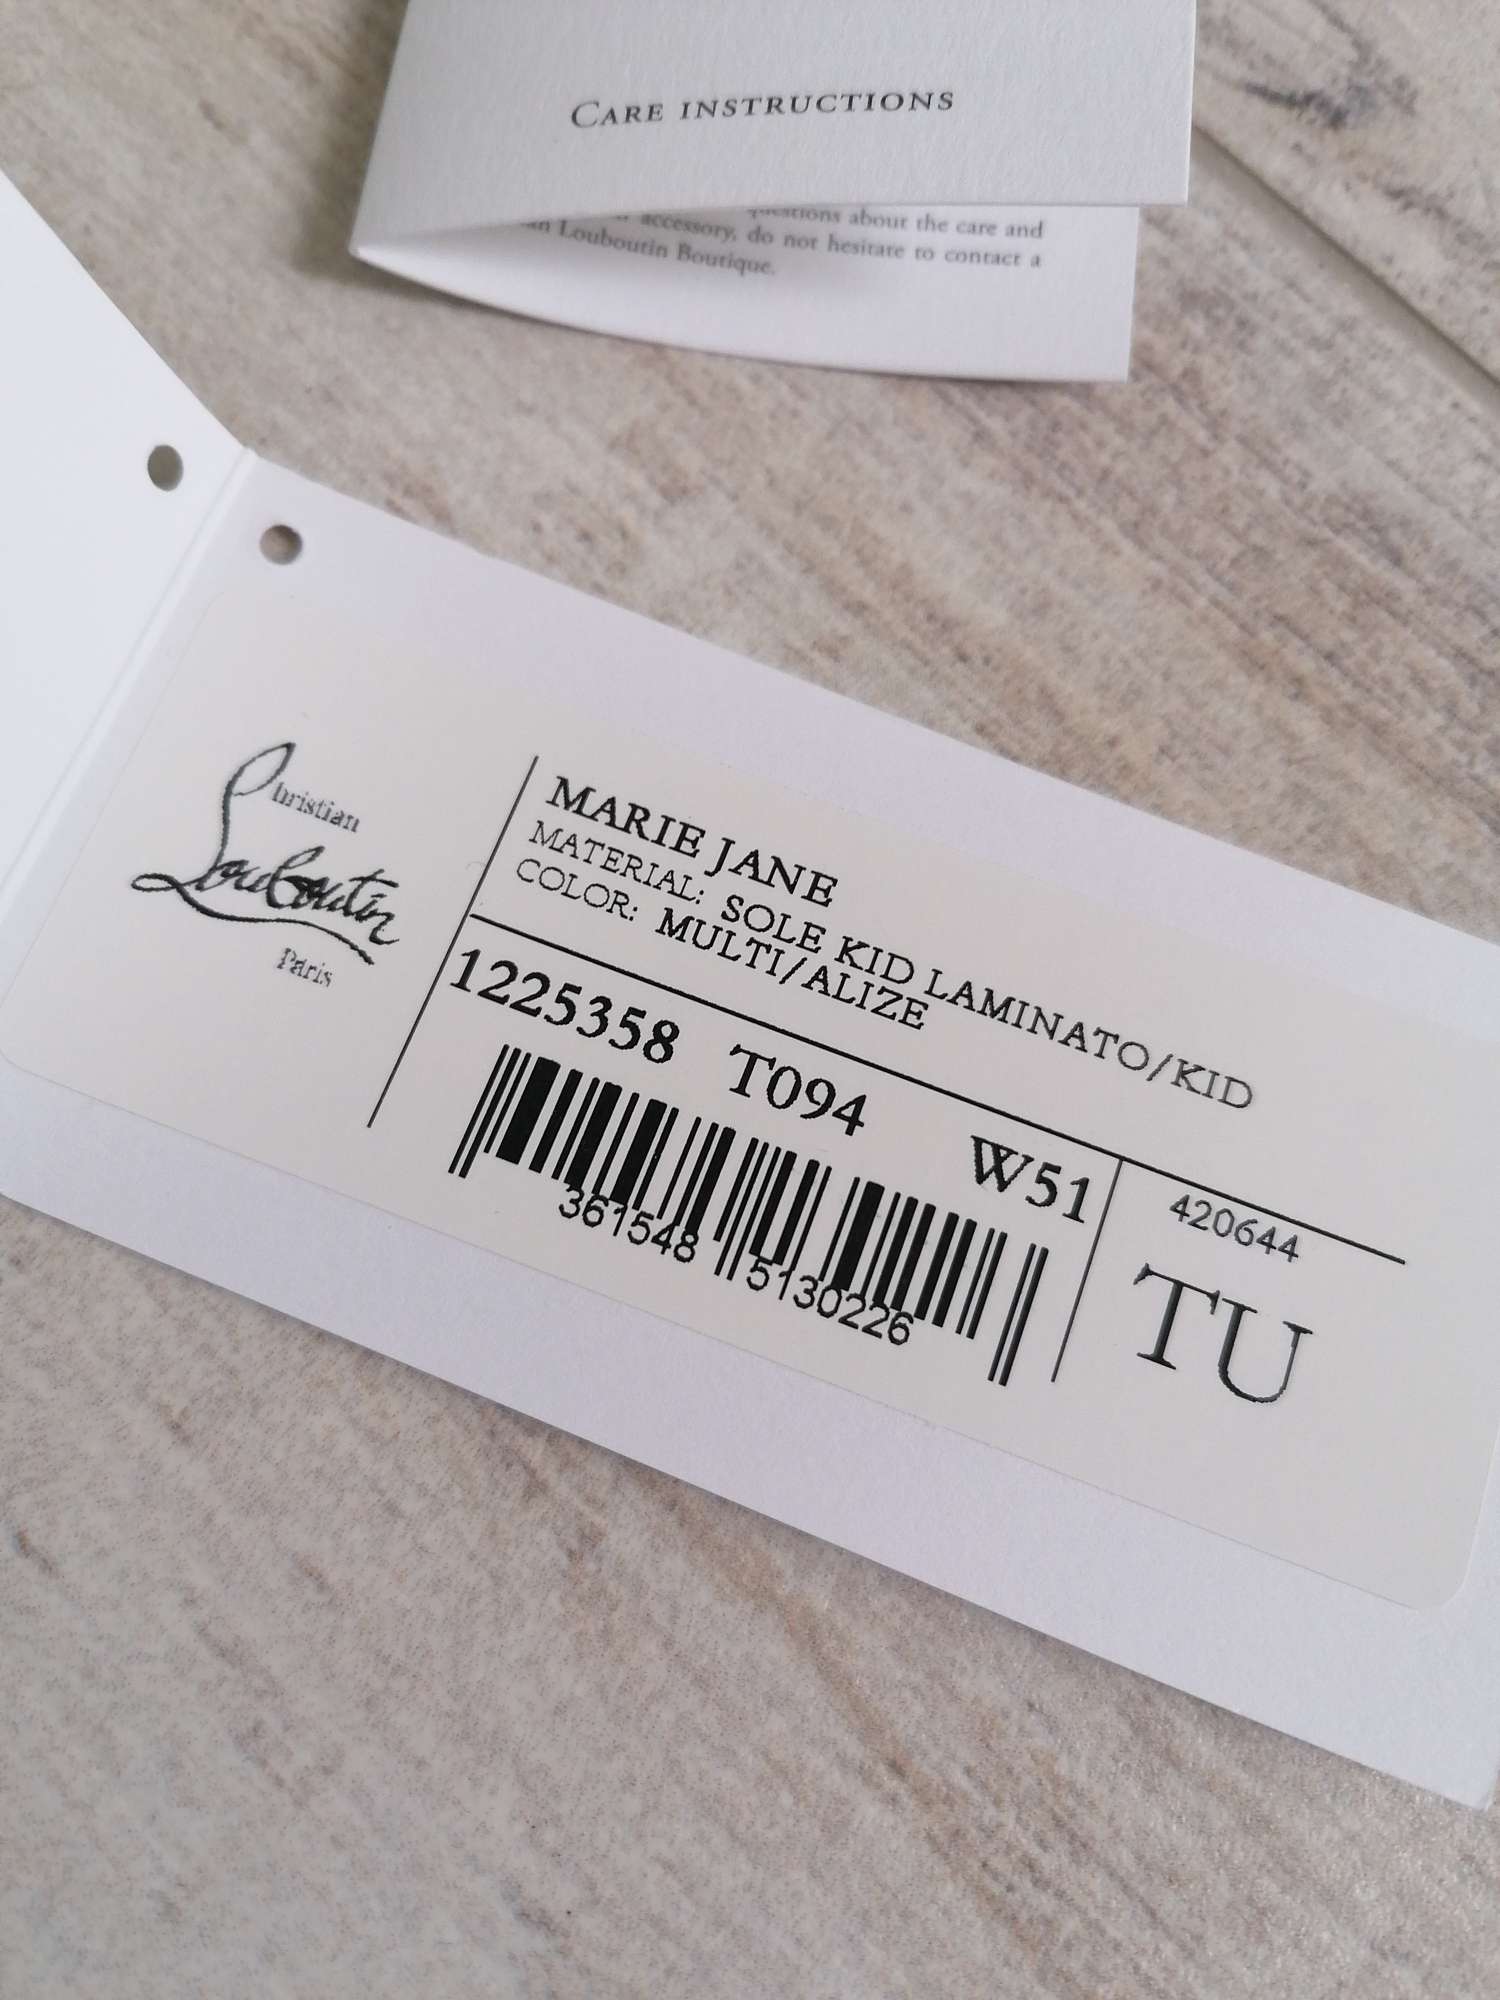 CARE INSTRUCTIONS
questions about the care and
accessory, do not hesitate to contact a
Louboutin Boutique.
Christian
Louboutin
Paris
MARIE JANE
MATERIAL: SOLE KID LAMINATO/KID
COLOR: MULTI/ALIZE
1225358 T094 W51
361548 5130226
420644
TU